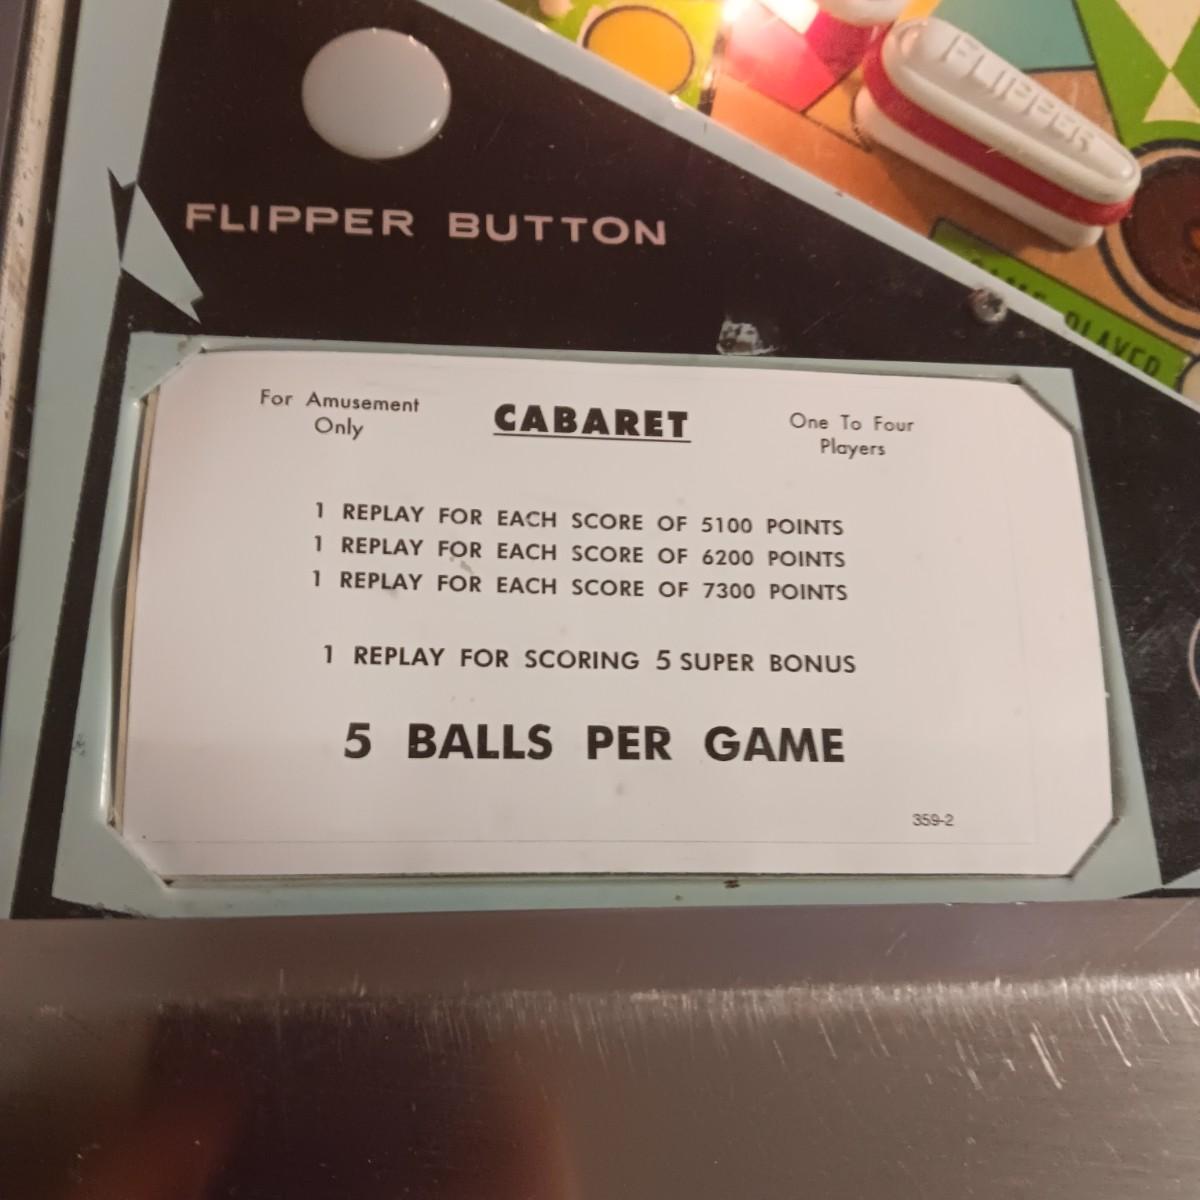 FLIPPER
FLIPPER BUTTON
PLAYER
For Amusement
Only
CABARET
One To Four
Players
1 REPLAY FOR EACH SCORE OF 5100 POINTS
1 REPLAY FOR EACH SCORE OF 6200 POINTS
1 REPLAY FOR EACH SCORE OF 7300 POINTS
1 REPLAY FOR SCORING 5 SUPER BONUS
5 BALLS PER GAME
359-2